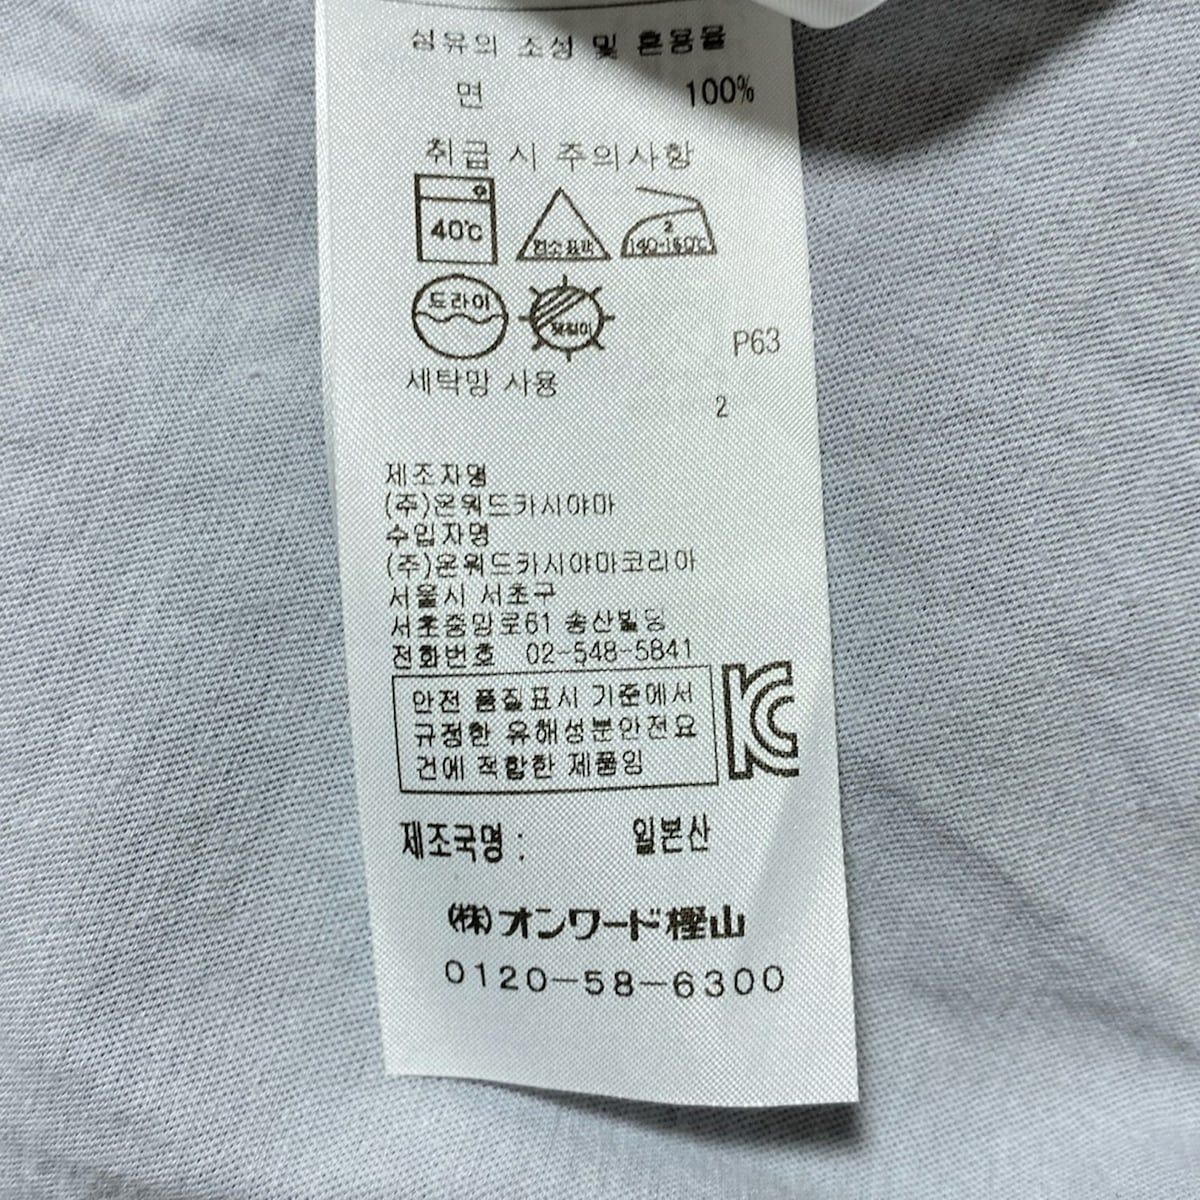 섬유의 조성 및 혼용율
면 100%
취급 시 주의사항
40℃
염소표백
2
140-160℃
드라이
옷걸이
P63
세탁망 사용
2
제조자명
(주)온워드카시야마
수입자명
(주)온워드카시야마코리아
서울시 서초구
서초중앙로61 송산빌딩
전화번호 02-548-5841
안전 품질표시 기준에서
규정한 유해성분안전요
건에 적합한 제품임
제조국명 : 일본산
(株)オンワード樫山
0120-58-6300